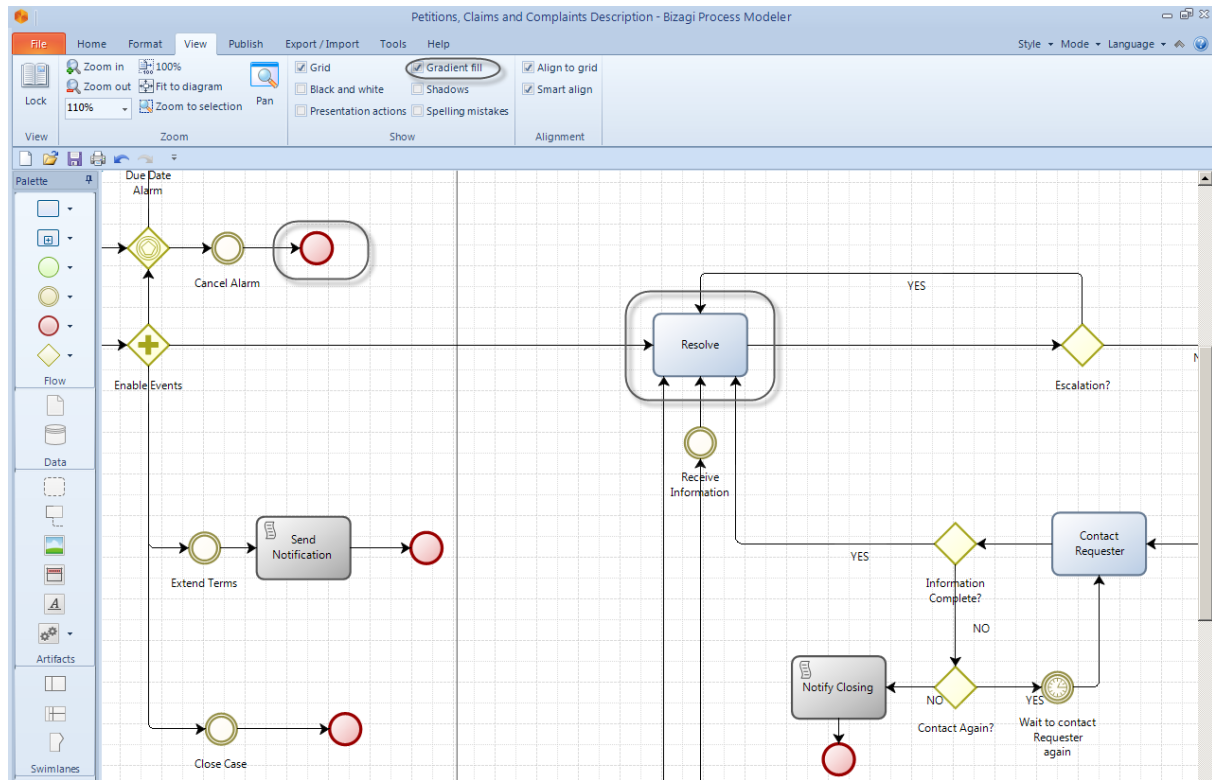 Petitions, Claims and Complaints Description - Bizagi Process Modeler
File Home Format View Publish Export / Import Tools Help Style Mode Language
Lock
View
Zoom in 100%
Zoom out Fit to diagram
110% Zoom to selection
Pan
Zoom
Grid Gradient fill
Black and white Shadows
Presentation actions Spelling mistakes
Show
Align to grid
Smart align
Alignment
Palette
Flow
Data
A
Artifacts
Swimlanes
Due Date
Alarm
Cancel Alarm
YES
Resolve
Enable Events
Escalation?
N
Receive
Information
Send
Notification
Extend Terms
YES
Contact
Requester
Information
Complete?
NO
Notify Closing
NO
YES
Contact Again?
Wait to contact
Requester
again
Close Case